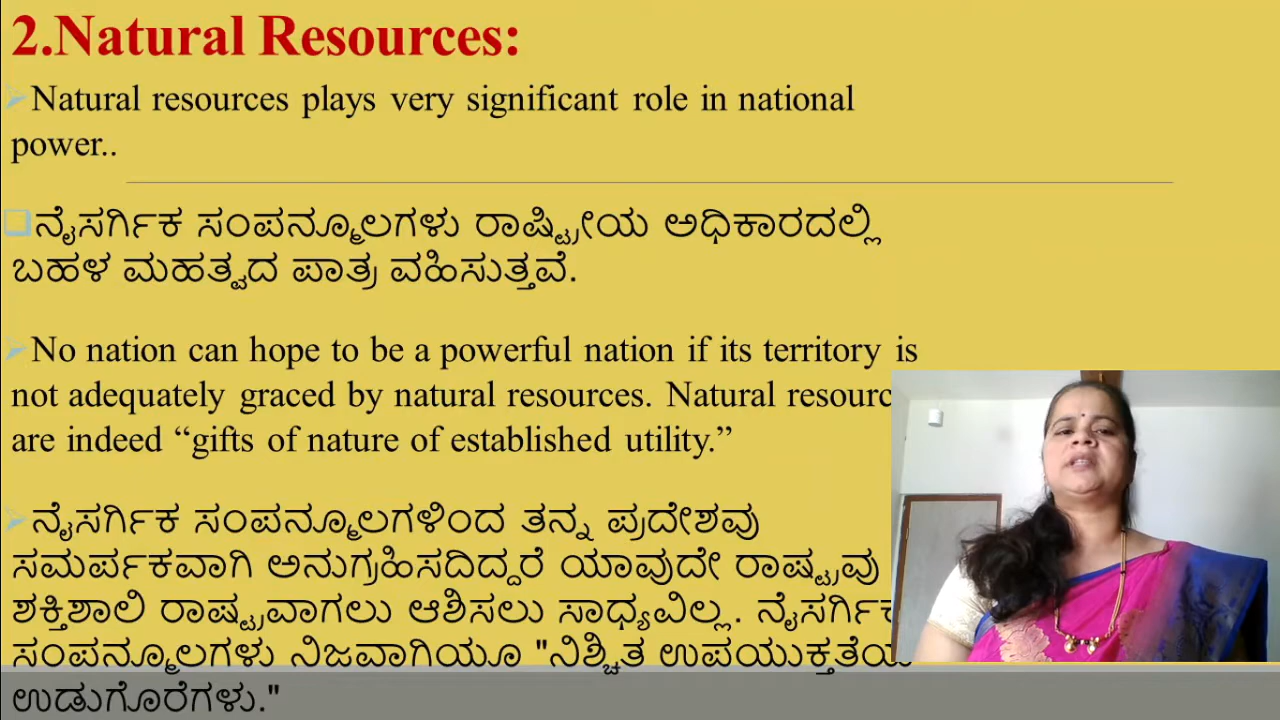 2.Natural Resources:
Natural resources plays very significant role in national
power..
ನೈಸರ್ಗಿಕ ಸಂಪನ್ಮೂಲಗಳು ರಾಷ್ಟ್ರೀಯ ಅಧಿಕಾರದಲ್ಲಿ
ಬಹಳ ಮಹತ್ವದ ಪಾತ್ರ ವಹಿಸುತ್ತವೆ.
No nation can hope to be a powerful nation if its territory is
not adequately graced by natural resources. Natural
are indeed “gifts of nature of established utility.”
ನೈಸರ್ಗಿಕ ಸಂಪನ್ಮೂಲಗಳಿಂದ ತನ್ನ ಪ್ರದೇಶವು
ಸಮರ್ಪಕವಾಗಿ ಅನುಗ್ರಹಿಸದಿದ್ದರೆ ಯಾವುದೇ ರಾಷ್ಟ್ರವು
ಶಕ್ತಿಶಾಲಿ ರಾಷ್ಟ್ರವಾಗಲು ಆಶಿಸಲು ಸಾಧ್ಯವಿಲ್ಲ. ನೈಸರ್ಗಿಕ
ಸಂಪನ್ಮೂಲಗಳು ನಿಜವಾಗಿಯೂ "ನಿಶ್ಚಿತ ಉಪಯುಕ್ತತೆಯ
ಉಡುಗೊರೆಗಳು."